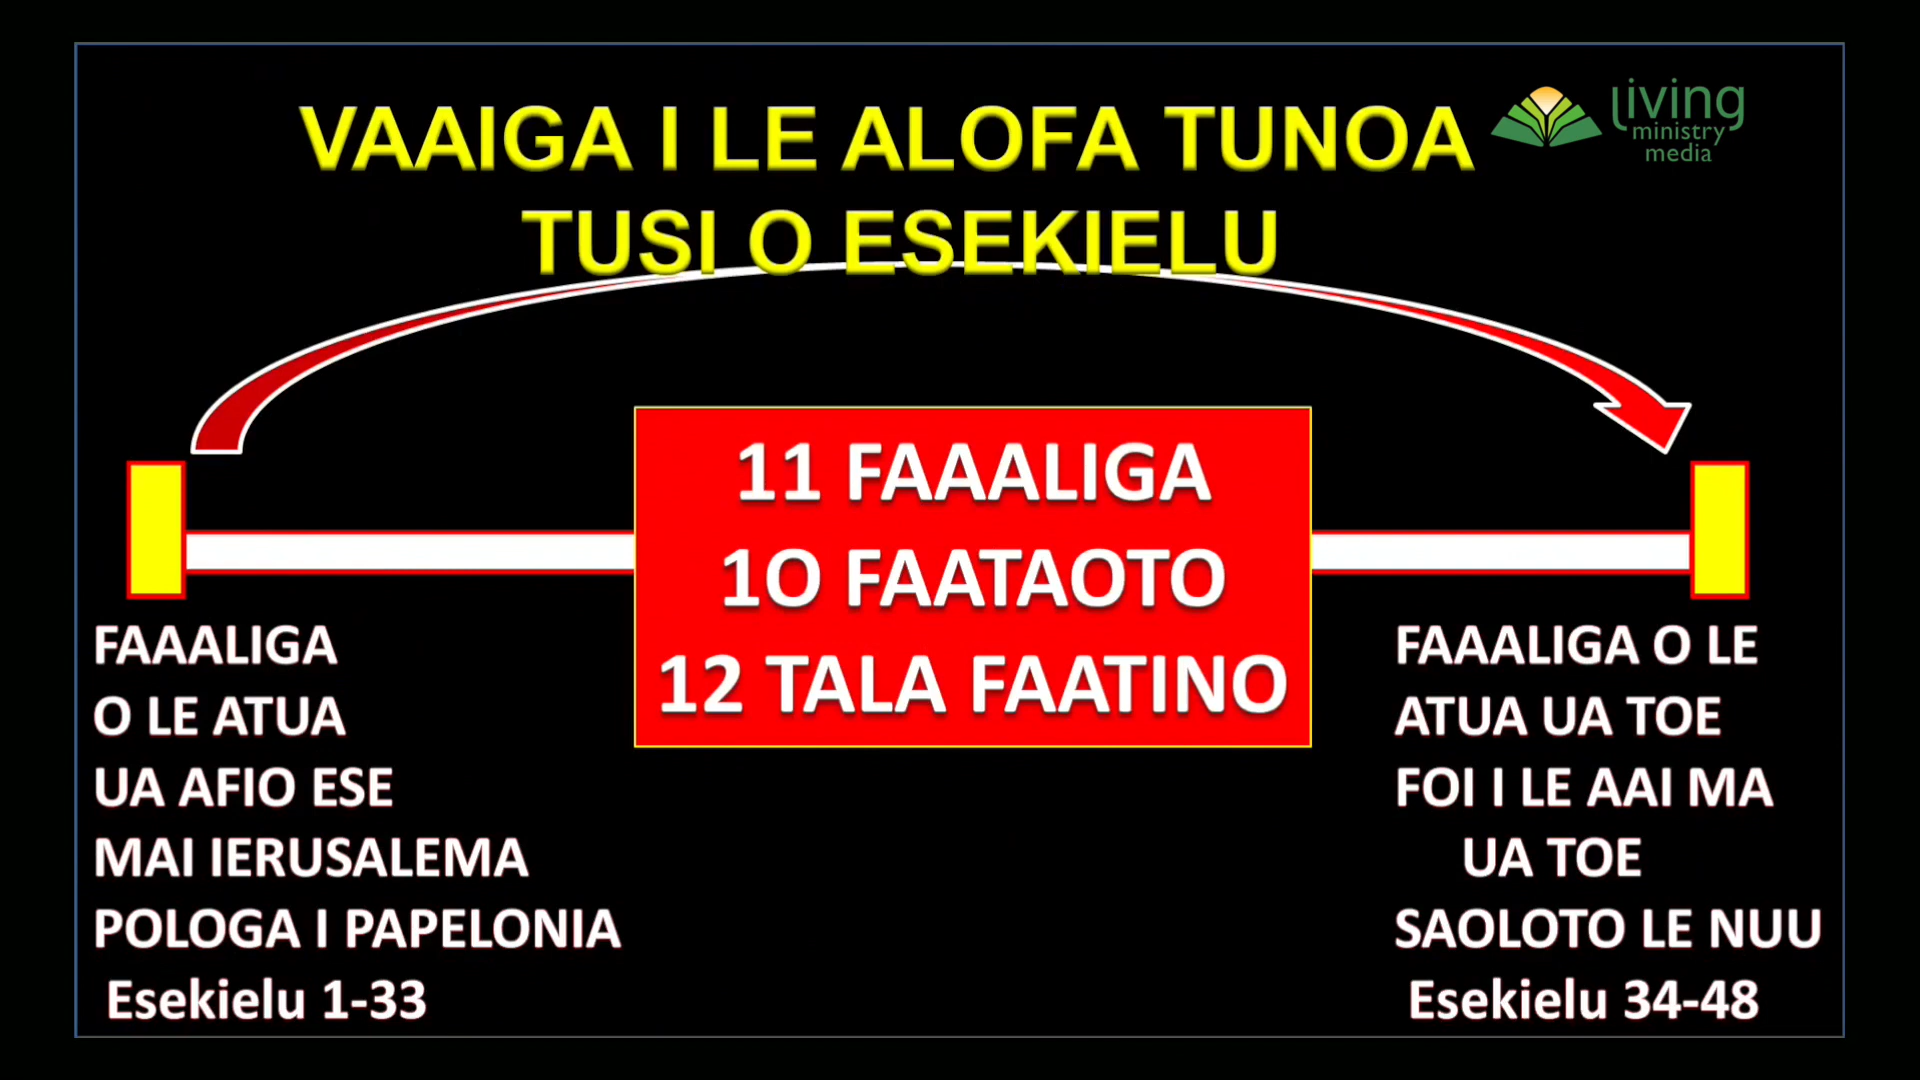 VAAIGA I LE ALOFA TUNOA
TUSI O ESEKIELU
living
ministry
media
11 FAAALIGA
1O FAATAOTO
12 TALA FAATINO
FAAALIGA
O LE ATUA
UA AFIO ESE
MAI IERUSALEMA
POLOGA I PAPELONIA
Esekielu 1-33
FAAALIGA O LE
ATUA UA TOE
FOI I LE AAI MA
UA TOE
SAOLOTO LE NUU
Esekielu 34-48